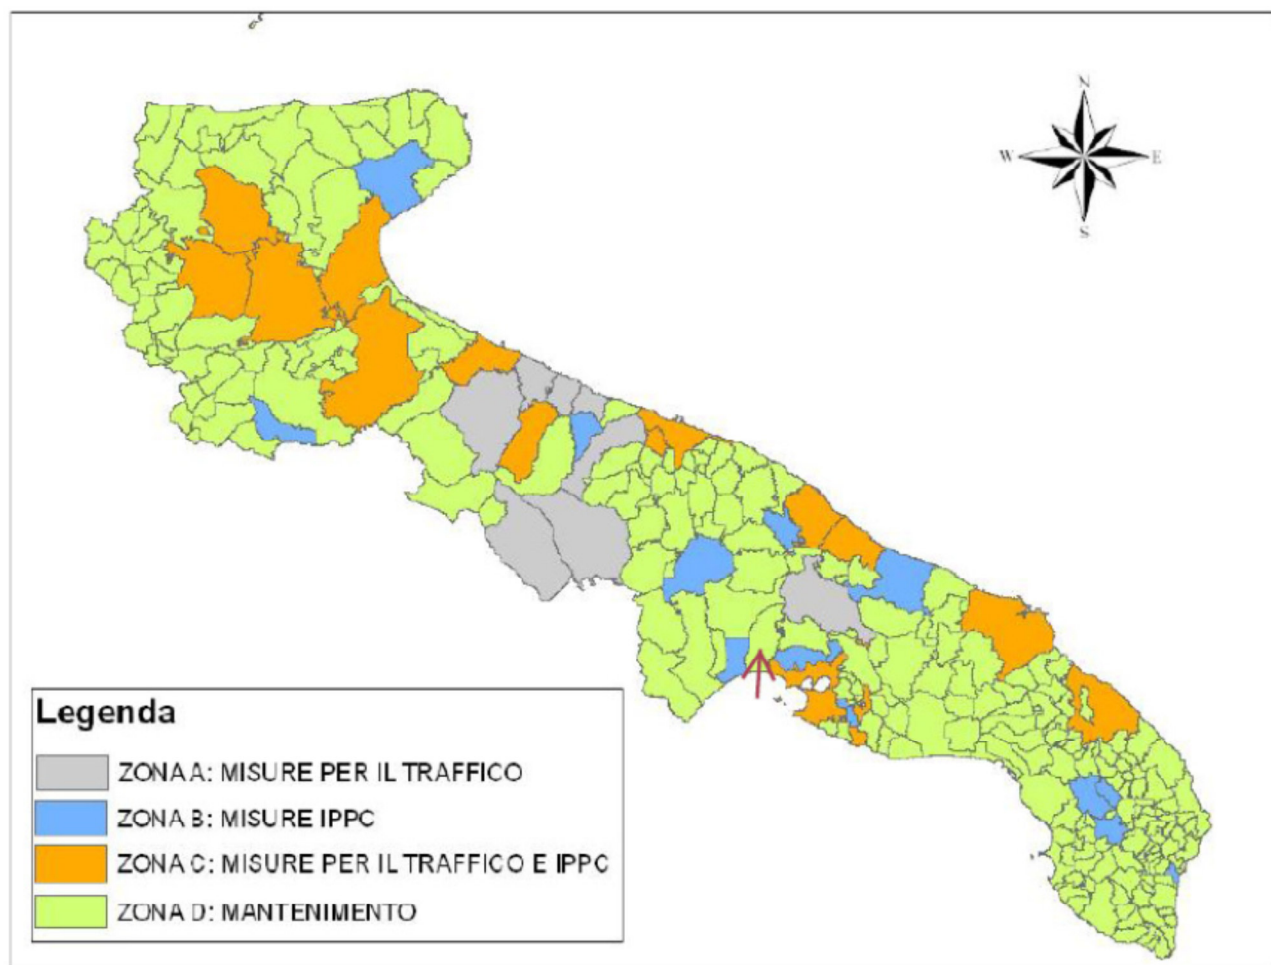 N
W E
S
Legenda
ZONA A: MISURE PER IL TRAFFICO
ZONA B: MISURE IPPC
ZONA C: MISURE PER IL TRAFFICO E IPPC
ZONA D: MANTENIMENTO